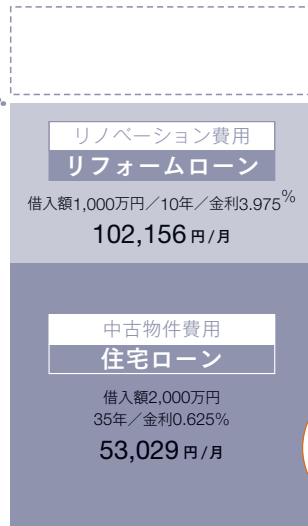 リノベーション費用
リフォームローン
借入額1,000万円／10年／金利3.975%
102,156円/月
中古物件費用
住宅ローン
借入額2,000万円
35年／金利0.625%
53,029円/月